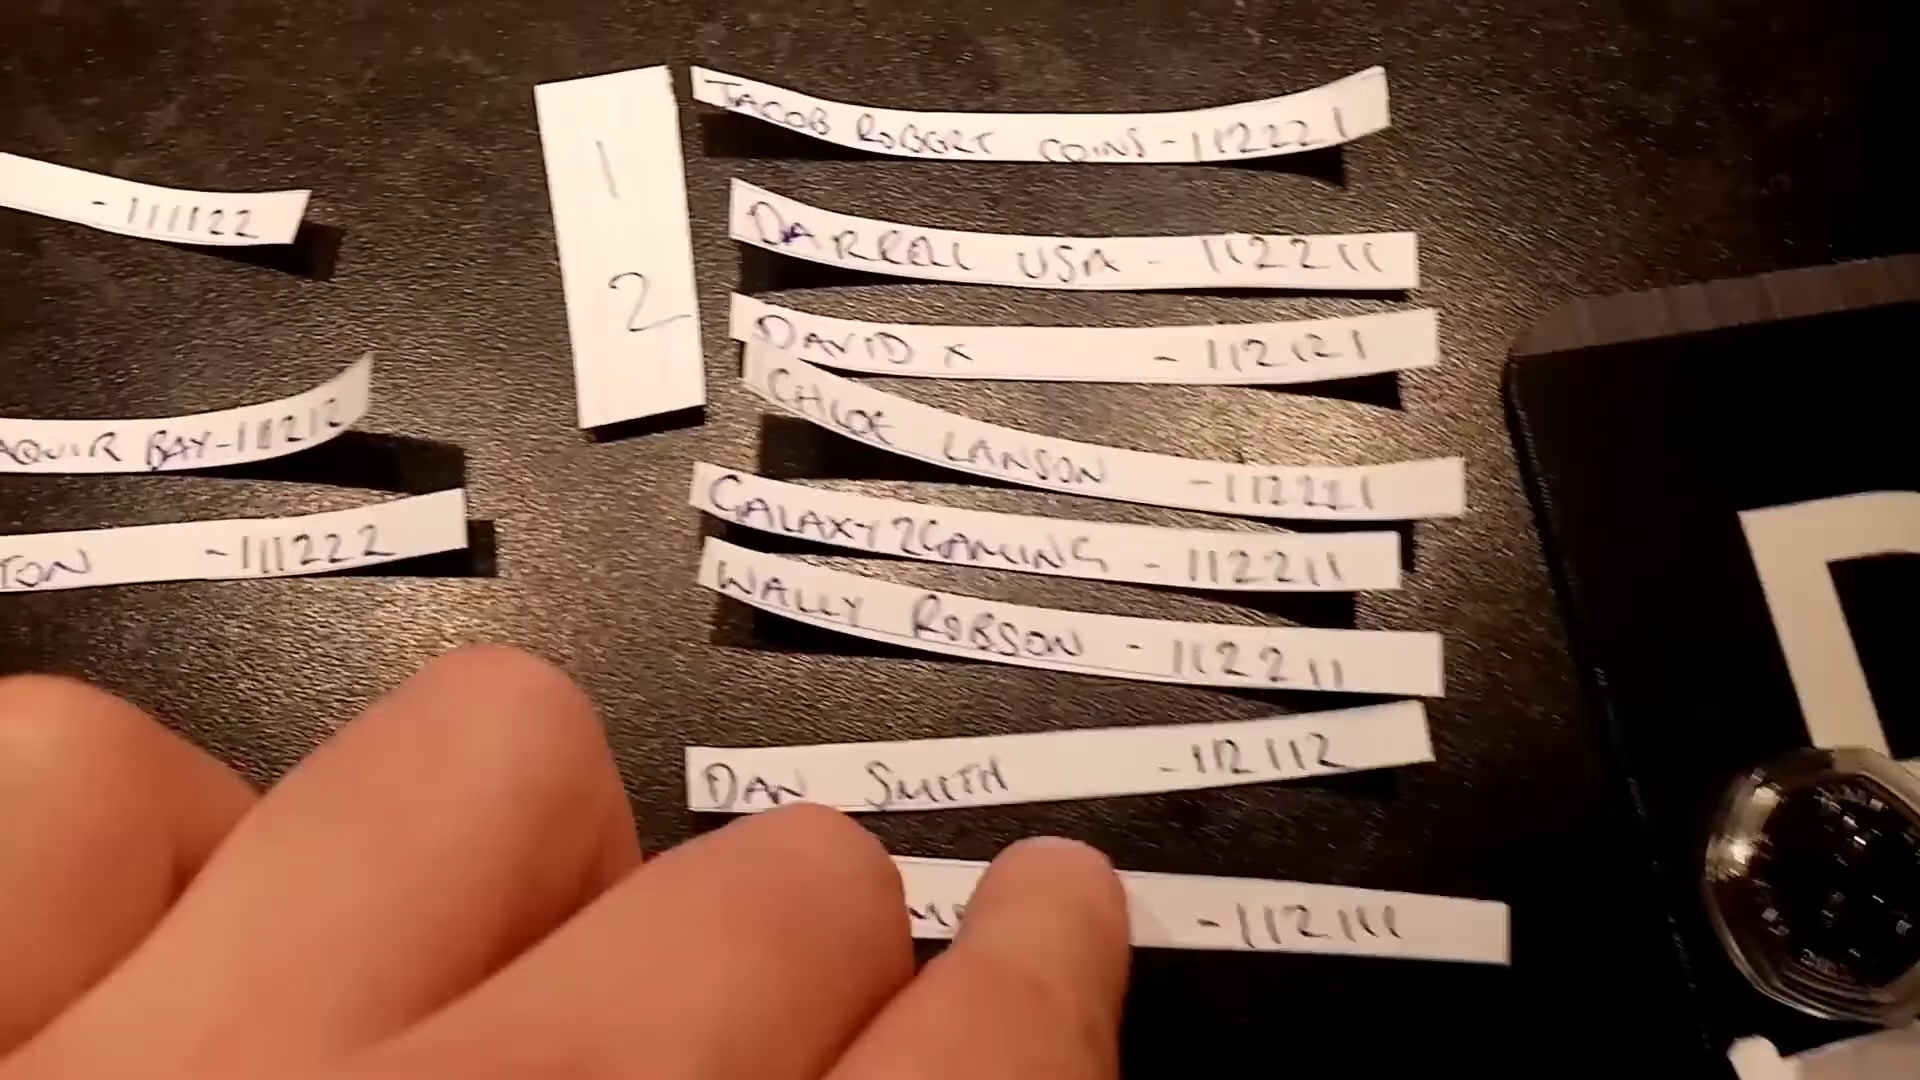 -111122
AQUIR BAY-111212
TON -111222
1
2
JACOB ROBERT COINS-112221
DARRELL USA - 112211
DAVID X - 112121
CHLOE LANSON -112221
GALAXY2GAMING - 112211
WALLY ROBSON - 112211
DAN SMITH -112112
-112111